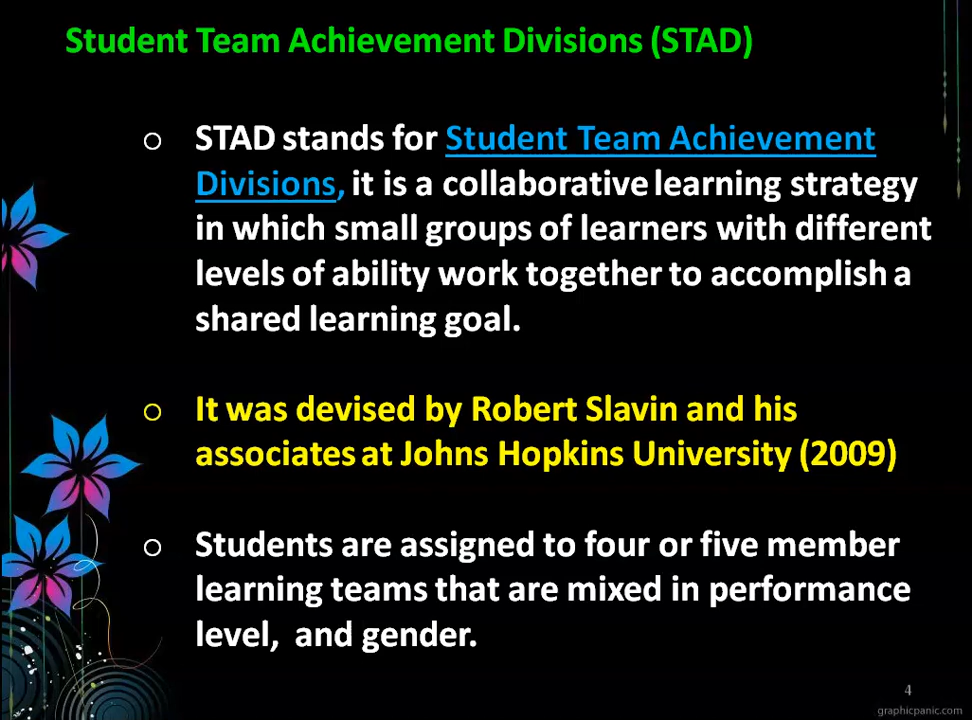 Student Team Achievement Divisions (STAD)
o STAD stands for Student Team Achievement
Divisions, it is a collaborative learning strategy
in which small groups of learners with different
levels of ability work together to accomplish a
shared learning goal.
o It was devised by Robert Slavin and his
associates at Johns Hopkins University (2009)
o Students are assigned to four or five member
learning teams that are mixed in performance
level, and gender.
4
graphicpanic.com